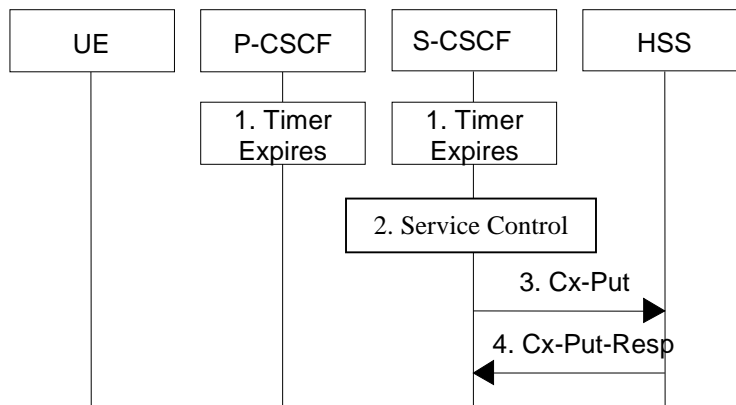 UE
P-CSCF
S-CSCF
HSS
1. Timer
Expires
1. Timer
Expires
2. Service Control
3. Cx-Put
4. Cx-Put-Resp